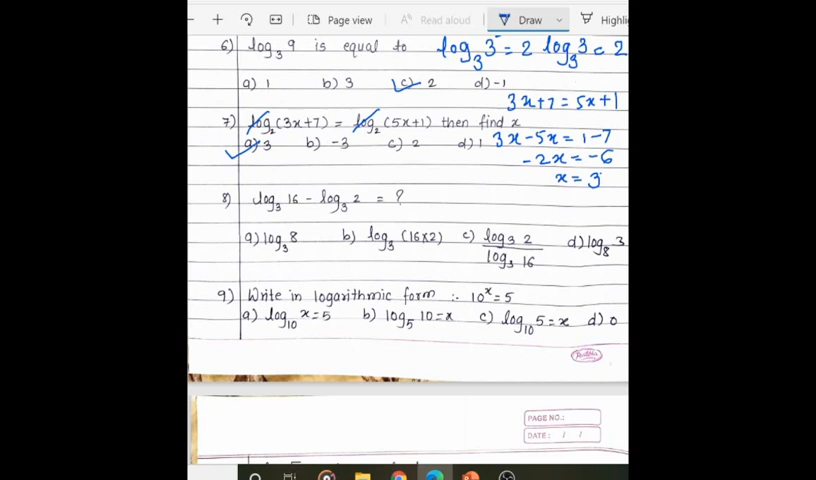 Page view
Read aloud
Draw
Highli
6) log₃ 9 is equal to log₃ 3⁻ = 2 log₃ 3 = 2
a) 1 b) 3 c) 2 d) -1
3x+7 = 5x+1
7) log₂ (3x+7) = log₂ (5x+1) then find x
a) 3 b) -3 c) 2 d) 1 3x-5x = 1-7
-2x = -6
x = 3
8) log₃ 16 - log₃ 2 = ?
a) log₃ 8 b) log₃ (16x2) c) log₃ 2 / log₃ 16 d) log₈ 3
9) Write in logarithmic form :- 10ˣ = 5
a) log₁₀ x = 5 b) log₅ 10 = x c) log₁₀ 5 = x d) 0
PAGE NO.:
DATE: / /